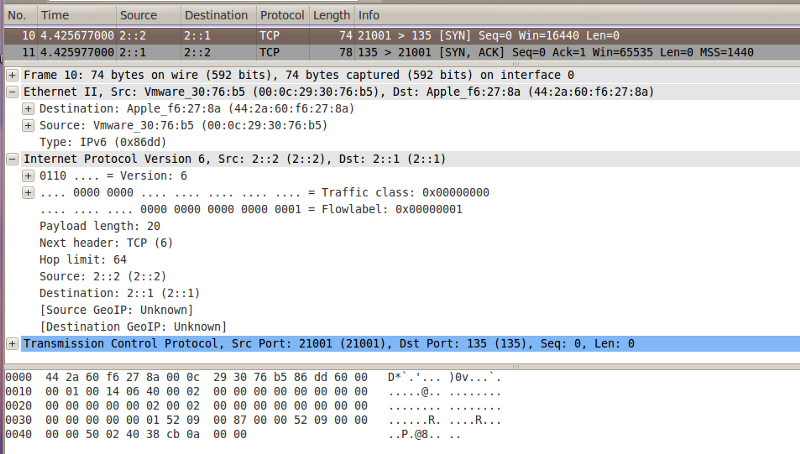 No. Time Source Destination Protocol Length Info
10 4.425677000 2::2 2::1 TCP 74 21001 > 135 [SYN] Seq=0 Win=16440 Len=0
11 4.425977000 2::1 2::2 TCP 78 135 > 21001 [SYN, ACK] Seq=0 Ack=1 Win=65535 Len=0 MSS=1440
Frame 10: 74 bytes on wire (592 bits), 74 bytes captured (592 bits) on interface 0
Ethernet II, Src: Vmware_30:76:b5 (00:0c:29:30:76:b5), Dst: Apple_f6:27:8a (44:2a:60:f6:27:8a)
Destination: Apple_f6:27:8a (44:2a:60:f6:27:8a)
Source: Vmware_30:76:b5 (00:0c:29:30:76:b5)
Type: IPv6 (0x86dd)
Internet Protocol Version 6, Src: 2::2 (2::2), Dst: 2::1 (2::1)
0110 .... = Version: 6
.... 0000 0000 .... .... .... .... .... = Traffic class: 0x00000000
.... .... .... 0000 0000 0000 0000 0001 = Flowlabel: 0x00000001
Payload length: 20
Next header: TCP (6)
Hop limit: 64
Source: 2::2 (2::2)
Destination: 2::1 (2::1)
[Source GeoIP: Unknown]
[Destination GeoIP: Unknown]
Transmission Control Protocol, Src Port: 21001 (21001), Dst Port: 135 (135), Seq: 0, Len: 0
0000 44 2a 60 f6 27 8a 00 0c 29 30 76 b5 86 dd 60 00 D*`.'... )0v...`.
0010 00 01 00 14 06 40 00 02 00 00 00 00 00 00 00 00 .....@.. ........
0020 00 00 00 00 00 02 00 02 00 00 00 00 00 00 00 00 ........ ........
0030 00 00 00 00 00 01 52 09 00 87 00 00 52 09 00 00 ......R. ....R...
0040 00 00 50 02 40 38 cb 0a 00 00 ..P.@8.. ..